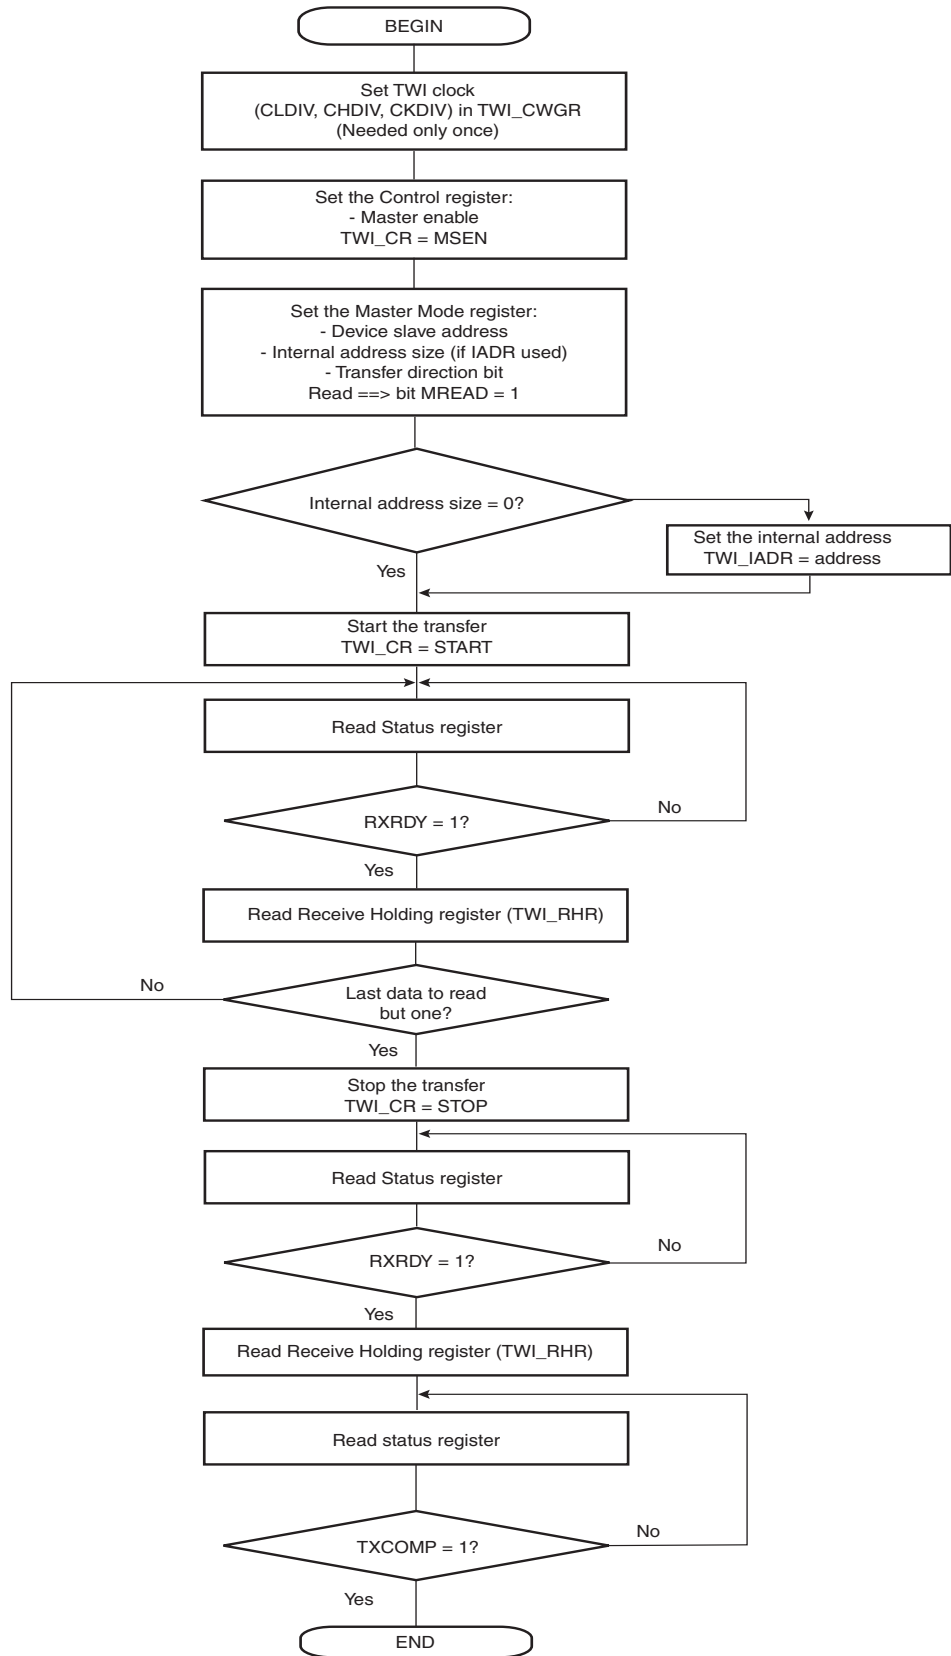 BEGIN
Set TWI clock
(CLDIV, CHDIV, CKDIV) in TWI_CWGR
(Needed only once)
Set the Control register:
- Master enable
TWI_CR = MSEN
Set the Master Mode register:
- Device slave address
- Internal address size (if IADR used)
- Transfer direction bit
Read ==> bit MREAD = 1
Internal address size = 0?
Set the internal address
TWI_IADR = address
Yes
Start the transfer
TWI_CR = START
Read Status register
RXRDY = 1?
No
Yes
Read Receive Holding register (TWI_RHR)
No
Last data to read
but one?
Yes
Stop the transfer
TWI_CR = STOP
Read Status register
RXRDY = 1?
No
Yes
Read Receive Holding register (TWI_RHR)
Read status register
TXCOMP = 1?
No
Yes
END